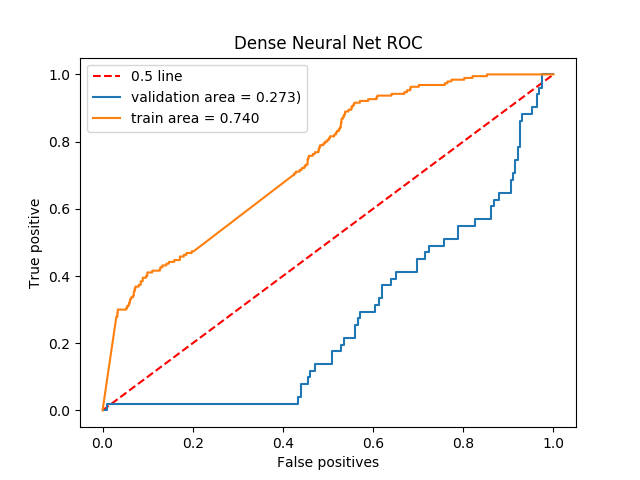 Dense Neural Net ROC
0.5 line
validation area = 0.273)
train area = 0.740
True positive
1.0
0.8
0.6
0.4
0.2
0.0
0.0 0.2 0.4 0.6 0.8 1.0
False positives